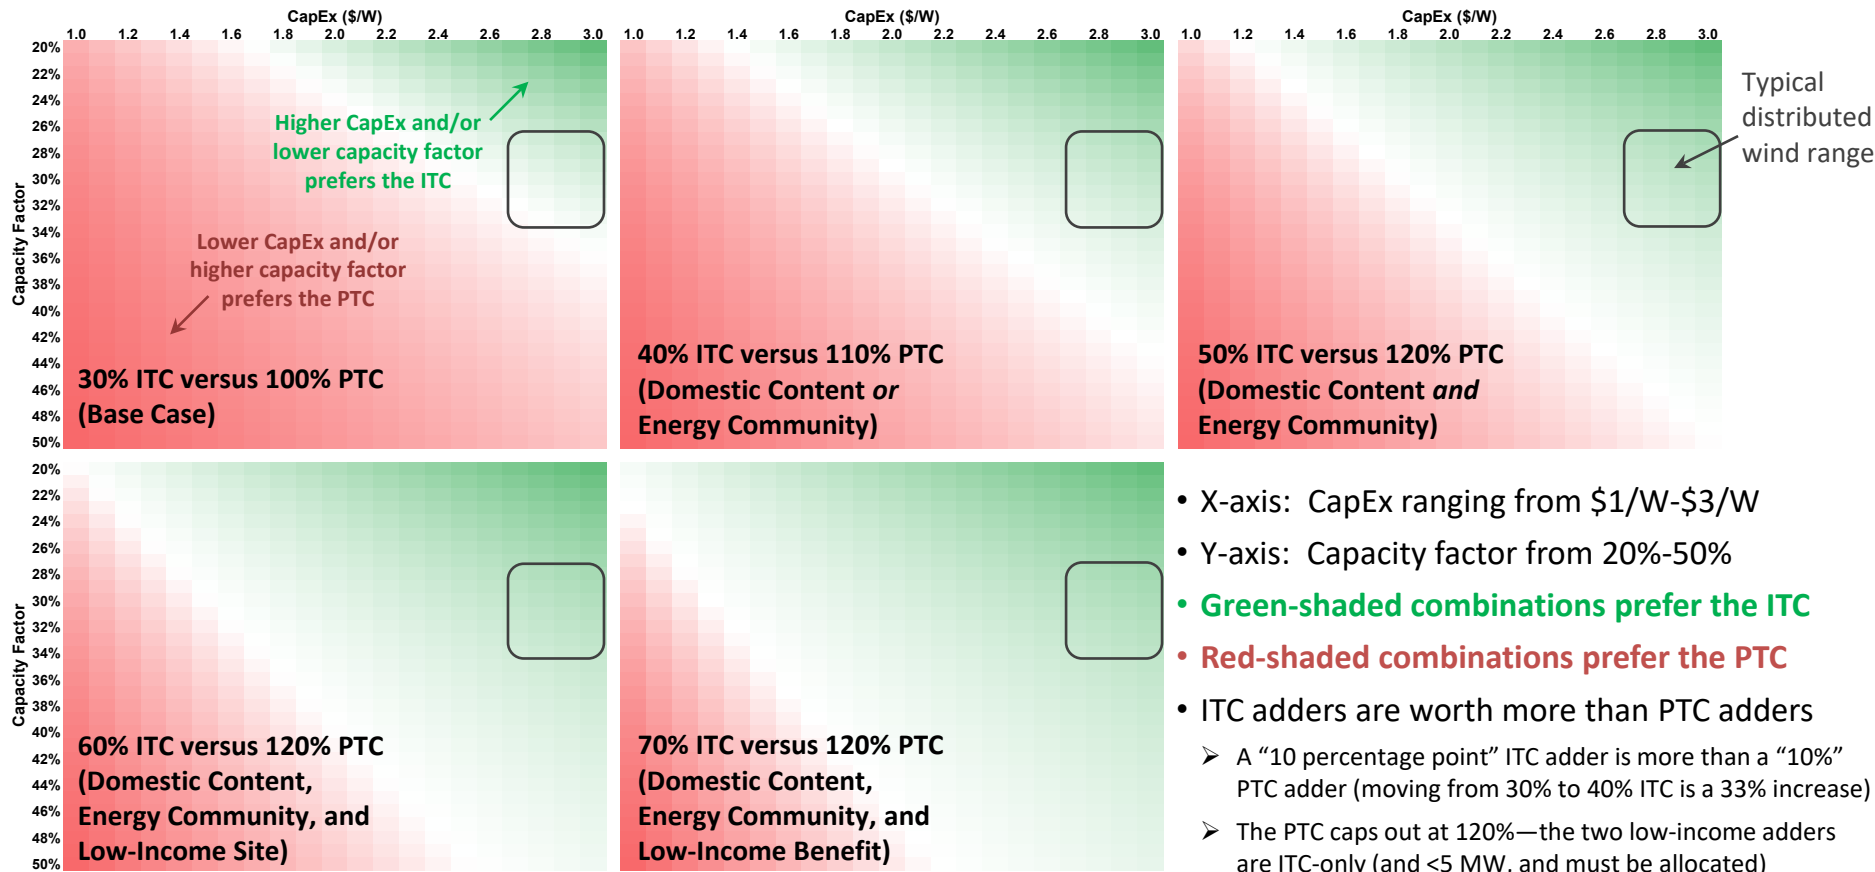 CapEx ($/W)
1.0 1.2 1.4 1.6 1.8 2.0 2.2 2.4 2.6 2.8 3.0
Capacity Factor
20%
22%
24%
26%
28%
30%
32%
34%
36%
38%
40%
42%
44%
46%
48%
50%
Higher CapEx and/or
lower capacity factor
prefers the ITC
Lower CapEx and/or
higher capacity factor
prefers the PTC
30% ITC versus 100% PTC
(Base Case)
CapEx ($/W)
1.0 1.2 1.4 1.6 1.8 2.0 2.2 2.4 2.6 2.8 3.0
40% ITC versus 110% PTC
(Domestic Content or
Energy Community)
CapEx ($/W)
1.0 1.2 1.4 1.6 1.8 2.0 2.2 2.4 2.6 2.8 3.0
50% ITC versus 120% PTC
(Domestic Content and
Energy Community)
Typical
distributed
wind range
Capacity Factor
20%
22%
24%
26%
28%
30%
32%
34%
36%
38%
40%
42%
44%
46%
48%
50%
60% ITC versus 120% PTC
(Domestic Content,
Energy Community, and
Low-Income Site)
70% ITC versus 120% PTC
(Domestic Content,
Energy Community, and
Low-Income Benefit)
• X-axis: CapEx ranging from $1/W-$3/W
• Y-axis: Capacity factor from 20%-50%
• Green-shaded combinations prefer the ITC
• Red-shaded combinations prefer the PTC
• ITC adders are worth more than PTC adders
➢ A “10 percentage point” ITC adder is more than a “10%”
PTC adder (moving from 30% to 40% ITC is a 33% increase)
➢ The PTC caps out at 120%—the two low-income adders
are ITC-only (and <5 MW, and must be allocated)